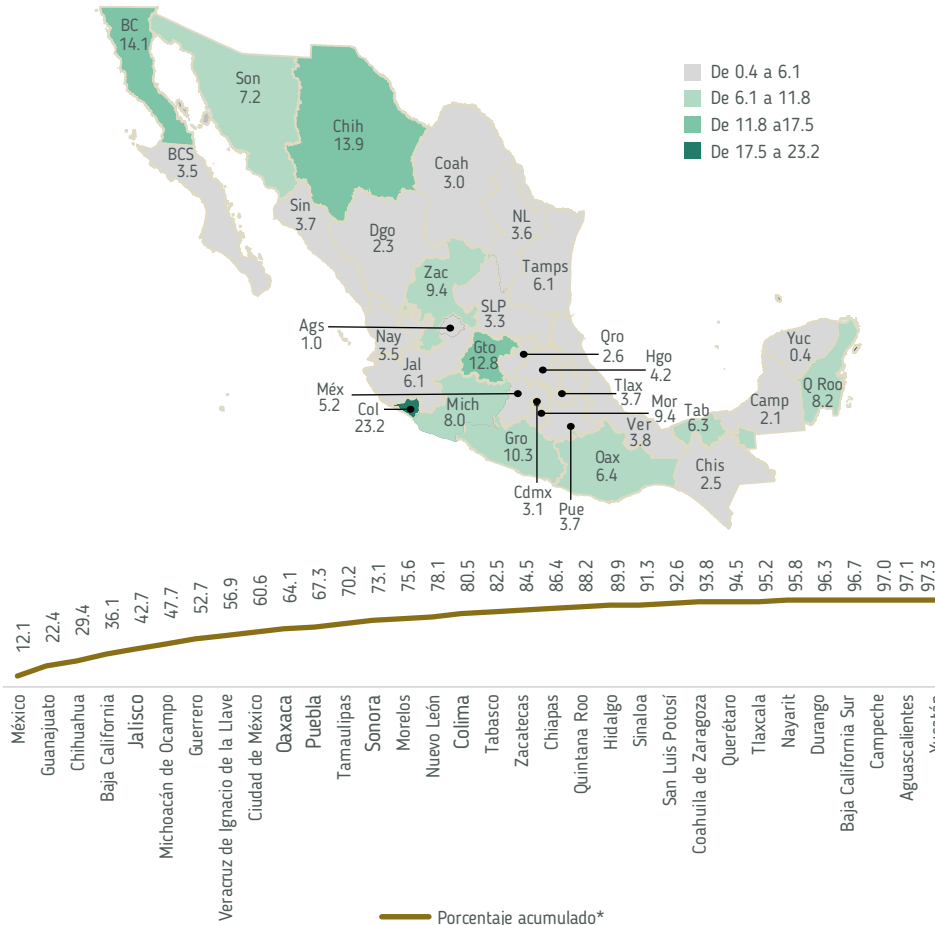 BC
14.1
Son
7.2
Chih
13.9
BCS
3.5
Coah
3.0
Sin
3.7
Dgo
2.3
NL
3.6
Tamps
6.1
Zac
9.4
SLP
3.3
Ags
1.0
Nay
3.5
Jal
6.1
Gto
12.8
Qro
2.6
Hgo
4.2
Tlax
3.7
Mor
9.4
Méx
5.2
Col
23.2
Mich
8.0
Gro
10.3
Cdmx
3.1
Pue
3.7
Oax
6.4
Ver
3.8
Tab
6.3
Chis
2.5
Camp
2.1
Yuc
0.4
Q Roo
8.2
De 0.4 a 6.1
De 6.1 a 11.8
De 11.8 a17.5
De 17.5 a 23.2
12.1
22.4
29.4
36.1
42.7
47.7
52.7
56.9
60.6
64.1
67.3
70.2
73.1
75.6
78.1
80.5
82.5
84.5
86.4
88.2
89.9
91.3
92.6
93.8
94.5
95.2
95.8
96.3
96.7
97.0
97.1
97.3
México
Guanajuato
Chihuahua
Baja California
Jalisco
Michoacán de Ocampo
Guerrero
Veracruz de Ignacio de la Llave
Ciudad de México
Oaxaca
Puebla
Tamaulipas
Sonora
Morelos
Nuevo León
Colima
Tabasco
Zacatecas
Chiapas
Quintana Roo
Hidalgo
Sinaloa
San Luis Potosí
Coahuila de Zaragoza
Querétaro
Tlaxcala
Nayarit
Durango
Baja California Sur
Campeche
Aguascalientes
Yucatán
Porcentaje acumulado*